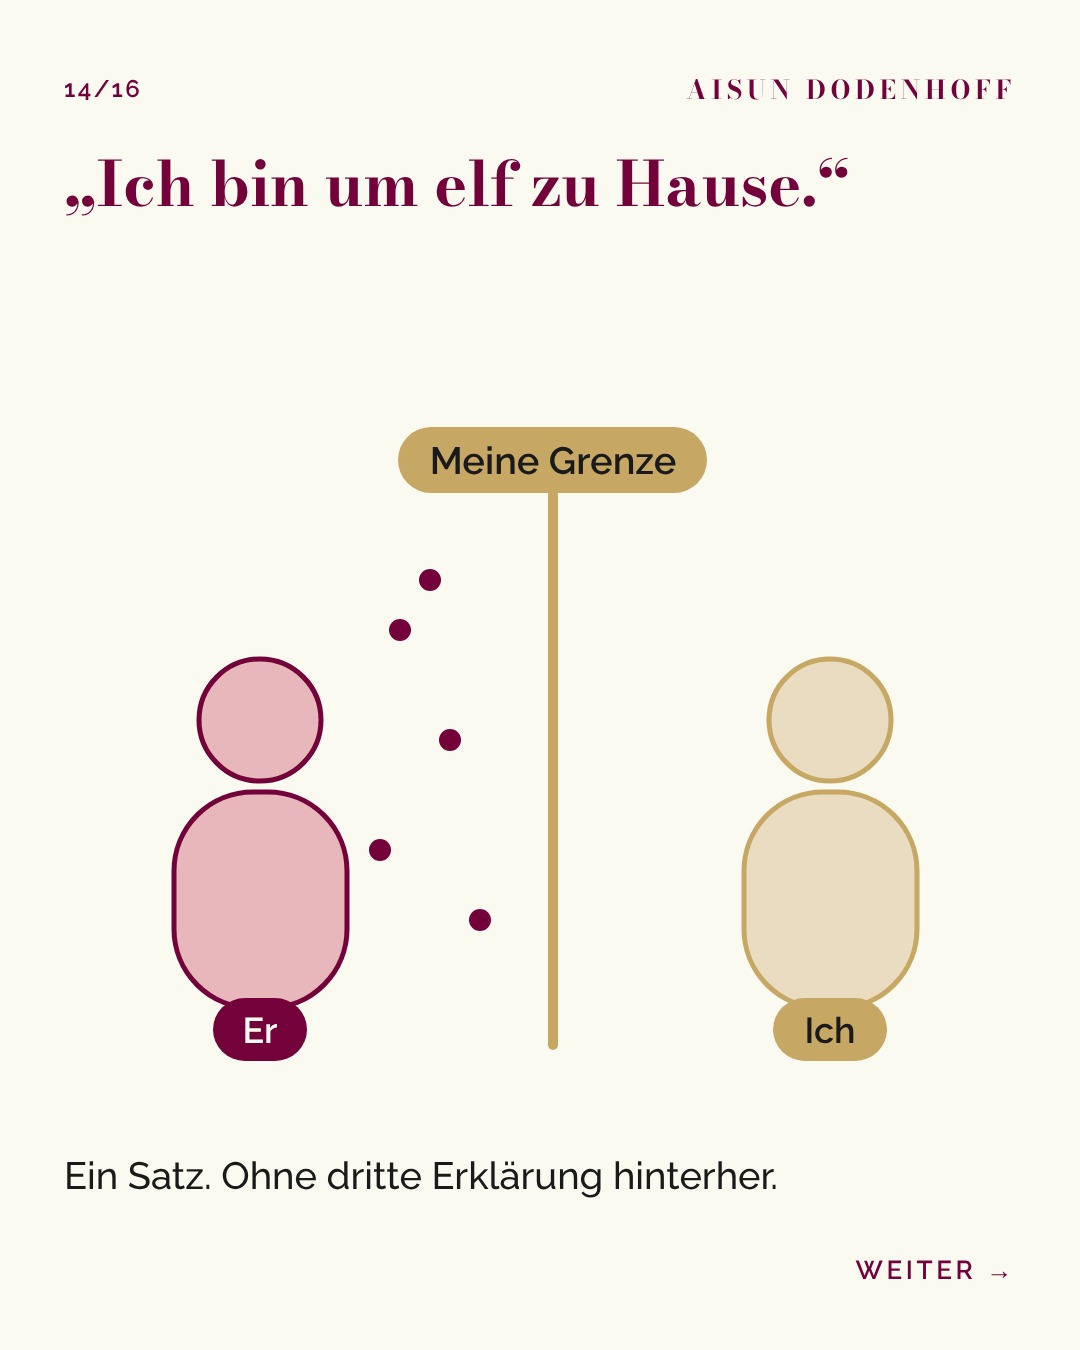 14/16
AISUN DODENHOFF
„Ich bin um elf zu Hause.“
Meine Grenze
Er
Ich
Ein Satz. Ohne dritte Erklärung hinterher.
WEITER →